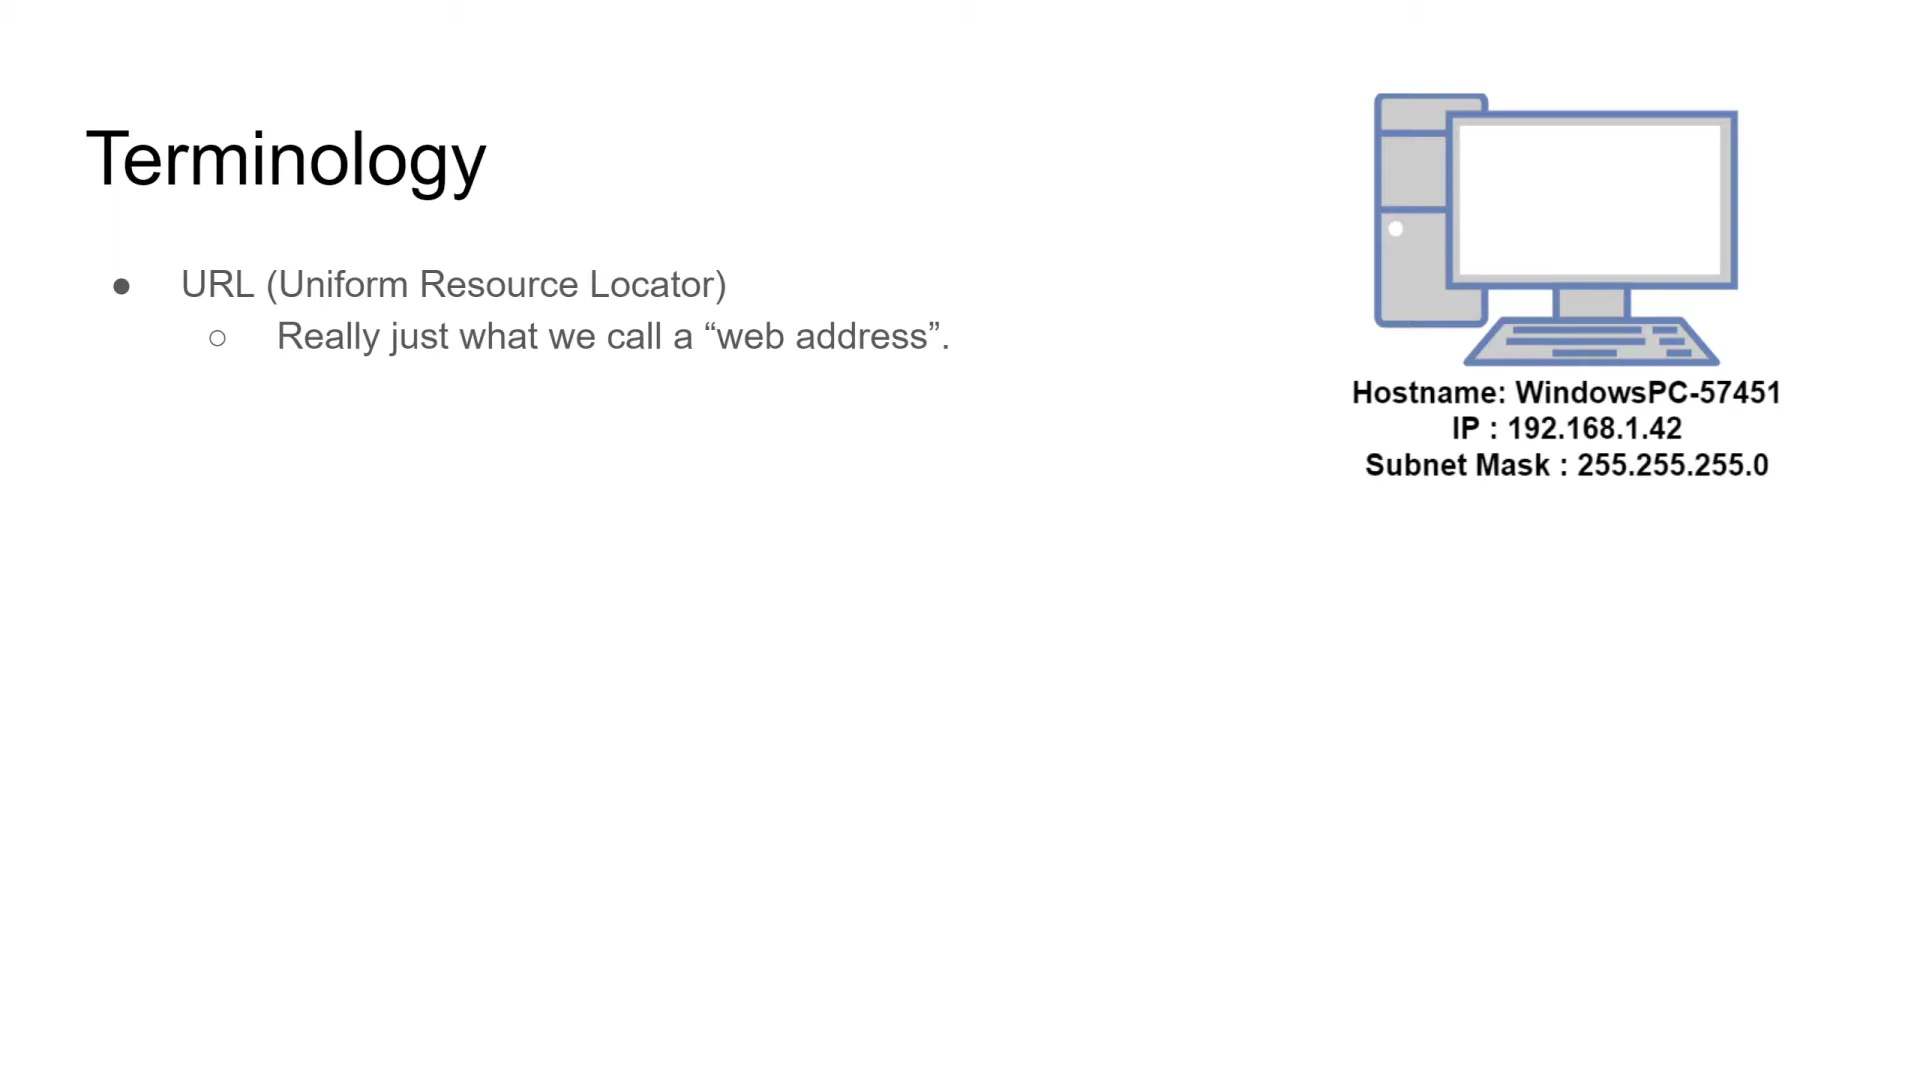 Terminology
● URL (Uniform Resource Locator)
○ Really just what we call a “web address”.
Hostname: WindowsPC-57451
IP : 192.168.1.42
Subnet Mask : 255.255.255.0